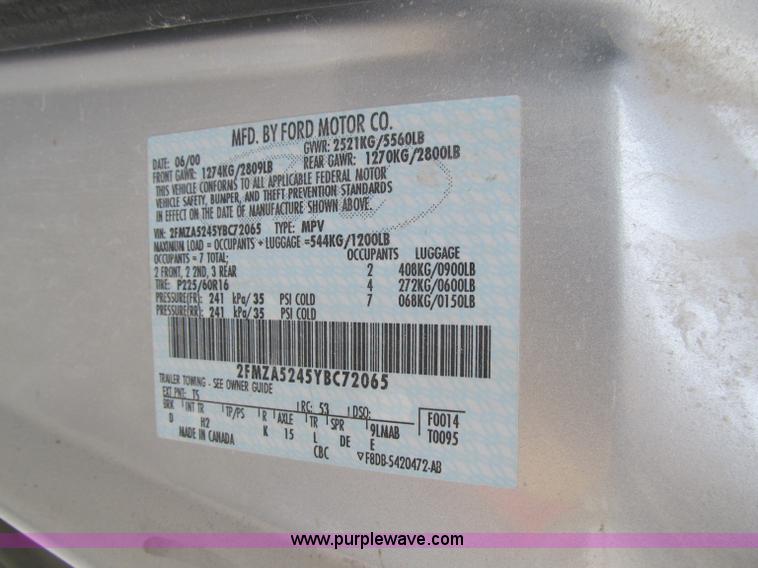 MFD. BY FORD MOTOR CO.
DATE: 06/00 GVWR: 2521KG/5560LB
FRONT GAWR: 1274KG/2809LB REAR GAWR: 1270KG/2800LB
THIS VEHICLE CONFORMS TO ALL APPLICABLE FEDERAL MOTOR
VEHICLE SAFETY, BUMPER, AND THEFT PREVENTION STANDARDS
IN EFFECT ON THE DATE OF MANUFACTURE SHOWN ABOVE.
VIN: 2FMZA5245YBC72065 TYPE: MPV
MAXIMUM LOAD = OCCUPANTS + LUGGAGE =544KG/1200LB
OCCUPANTS = 7 TOTAL; OCCUPANTS LUGGAGE
2 FRONT, 2 2ND, 3 REAR 2 408KG/0900LB
TIRE: P225/60R16 4 272KG/0600LB
PRESSURE(FR): 241 kPa/35 PSI COLD 7 068KG/0150LB
PRESSURE(RR): 241 kPa/35 PSI COLD
2FMZA5245YBC72065
TRAILER TOWING - SEE OWNER GUIDE
EXT PNT: TS RC: 53 DSO: F0014
BRK INT TR TP/PS R AXLE TR SPR 9LMAB T0095
D H2 K 15 L DE E
MADE IN CANADA CBC ▽F8DB-5420472-AB
www.purplewave.com